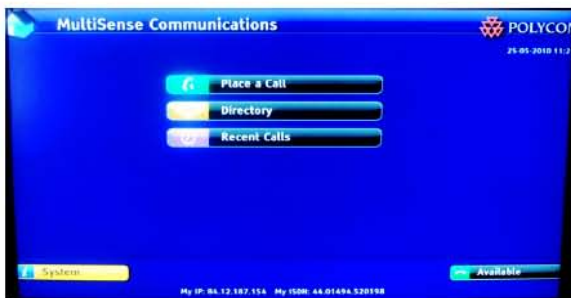 MultiSense Communications
POLYCOM
25-05-2010 11:2
Place a Call
Directory
Recent Calls
System
Available
My IP: 84.12.187.154 My ISDN: 44.01494.520198